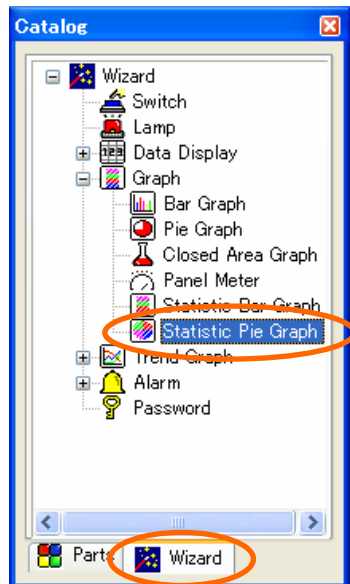 Catalog
Wizard
Switch
Lamp
Data Display
Graph
Bar Graph
Pie Graph
Closed Area Graph
Panel Meter
Statistic Bar Graph
Statistic Pie Graph
Trend Graph
Alarm
Password
Parts Wizard